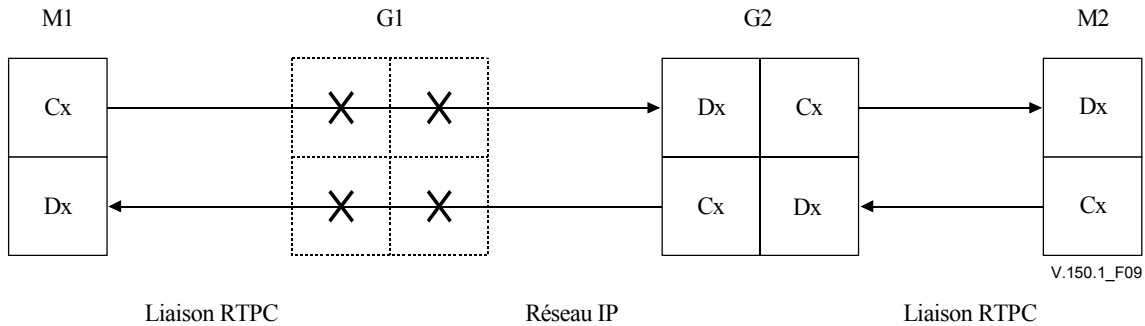 M1 G1 G2 M2
Cx Dx Cx Dx
Dx Cx Dx Cx
V.150.1_F09
Liaison RTPC Réseau IP Liaison RTPC